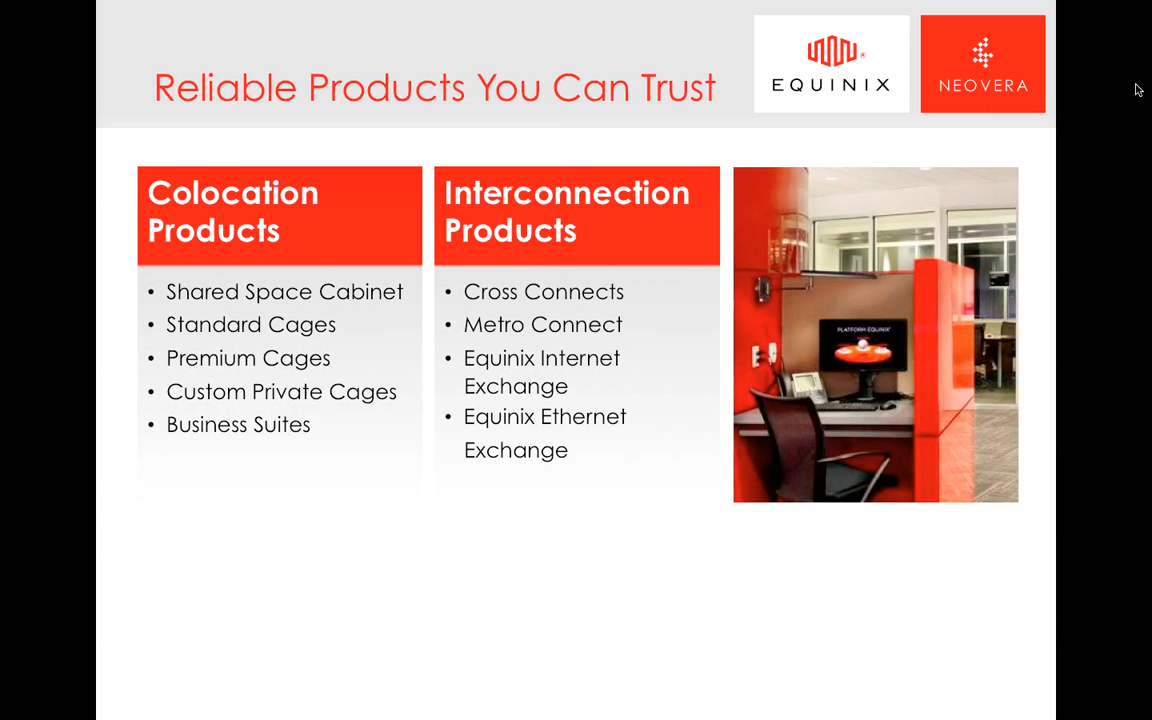 Reliable Products You Can Trust
EQUINIX
NEOVERA
Colocation
Products
• Shared Space Cabinet
• Standard Cages
• Premium Cages
• Custom Private Cages
• Business Suites
Interconnection
Products
• Cross Connects
• Metro Connect
• Equinix Internet
Exchange
• Equinix Ethernet
Exchange
PLATFORM EQUINIX